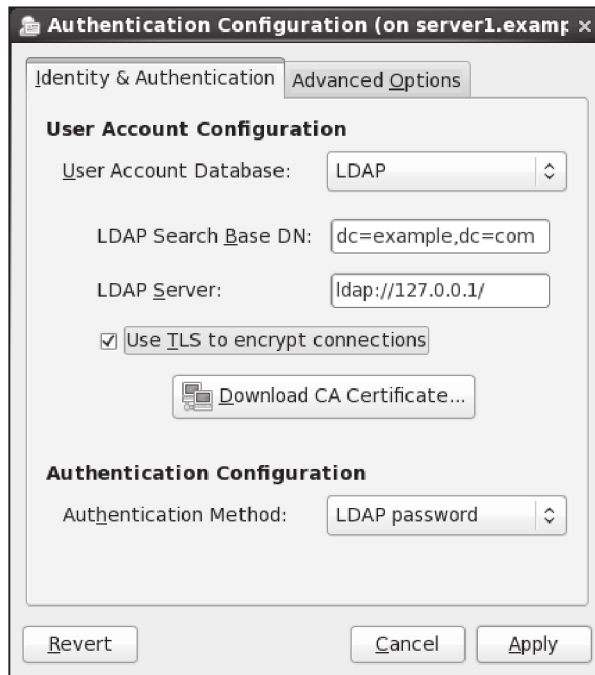 Authentication Configuration (on server1.examp ×
Identity & Authentication
Advanced Options
User Account Configuration
User Account Database: LDAP
LDAP Search Base DN: dc=example,dc=com
LDAP Server: ldap://127.0.0.1/
Use TLS to encrypt connections
Download CA Certificate...
Authentication Configuration
Authentication Method: LDAP password
Revert
Cancel
Apply